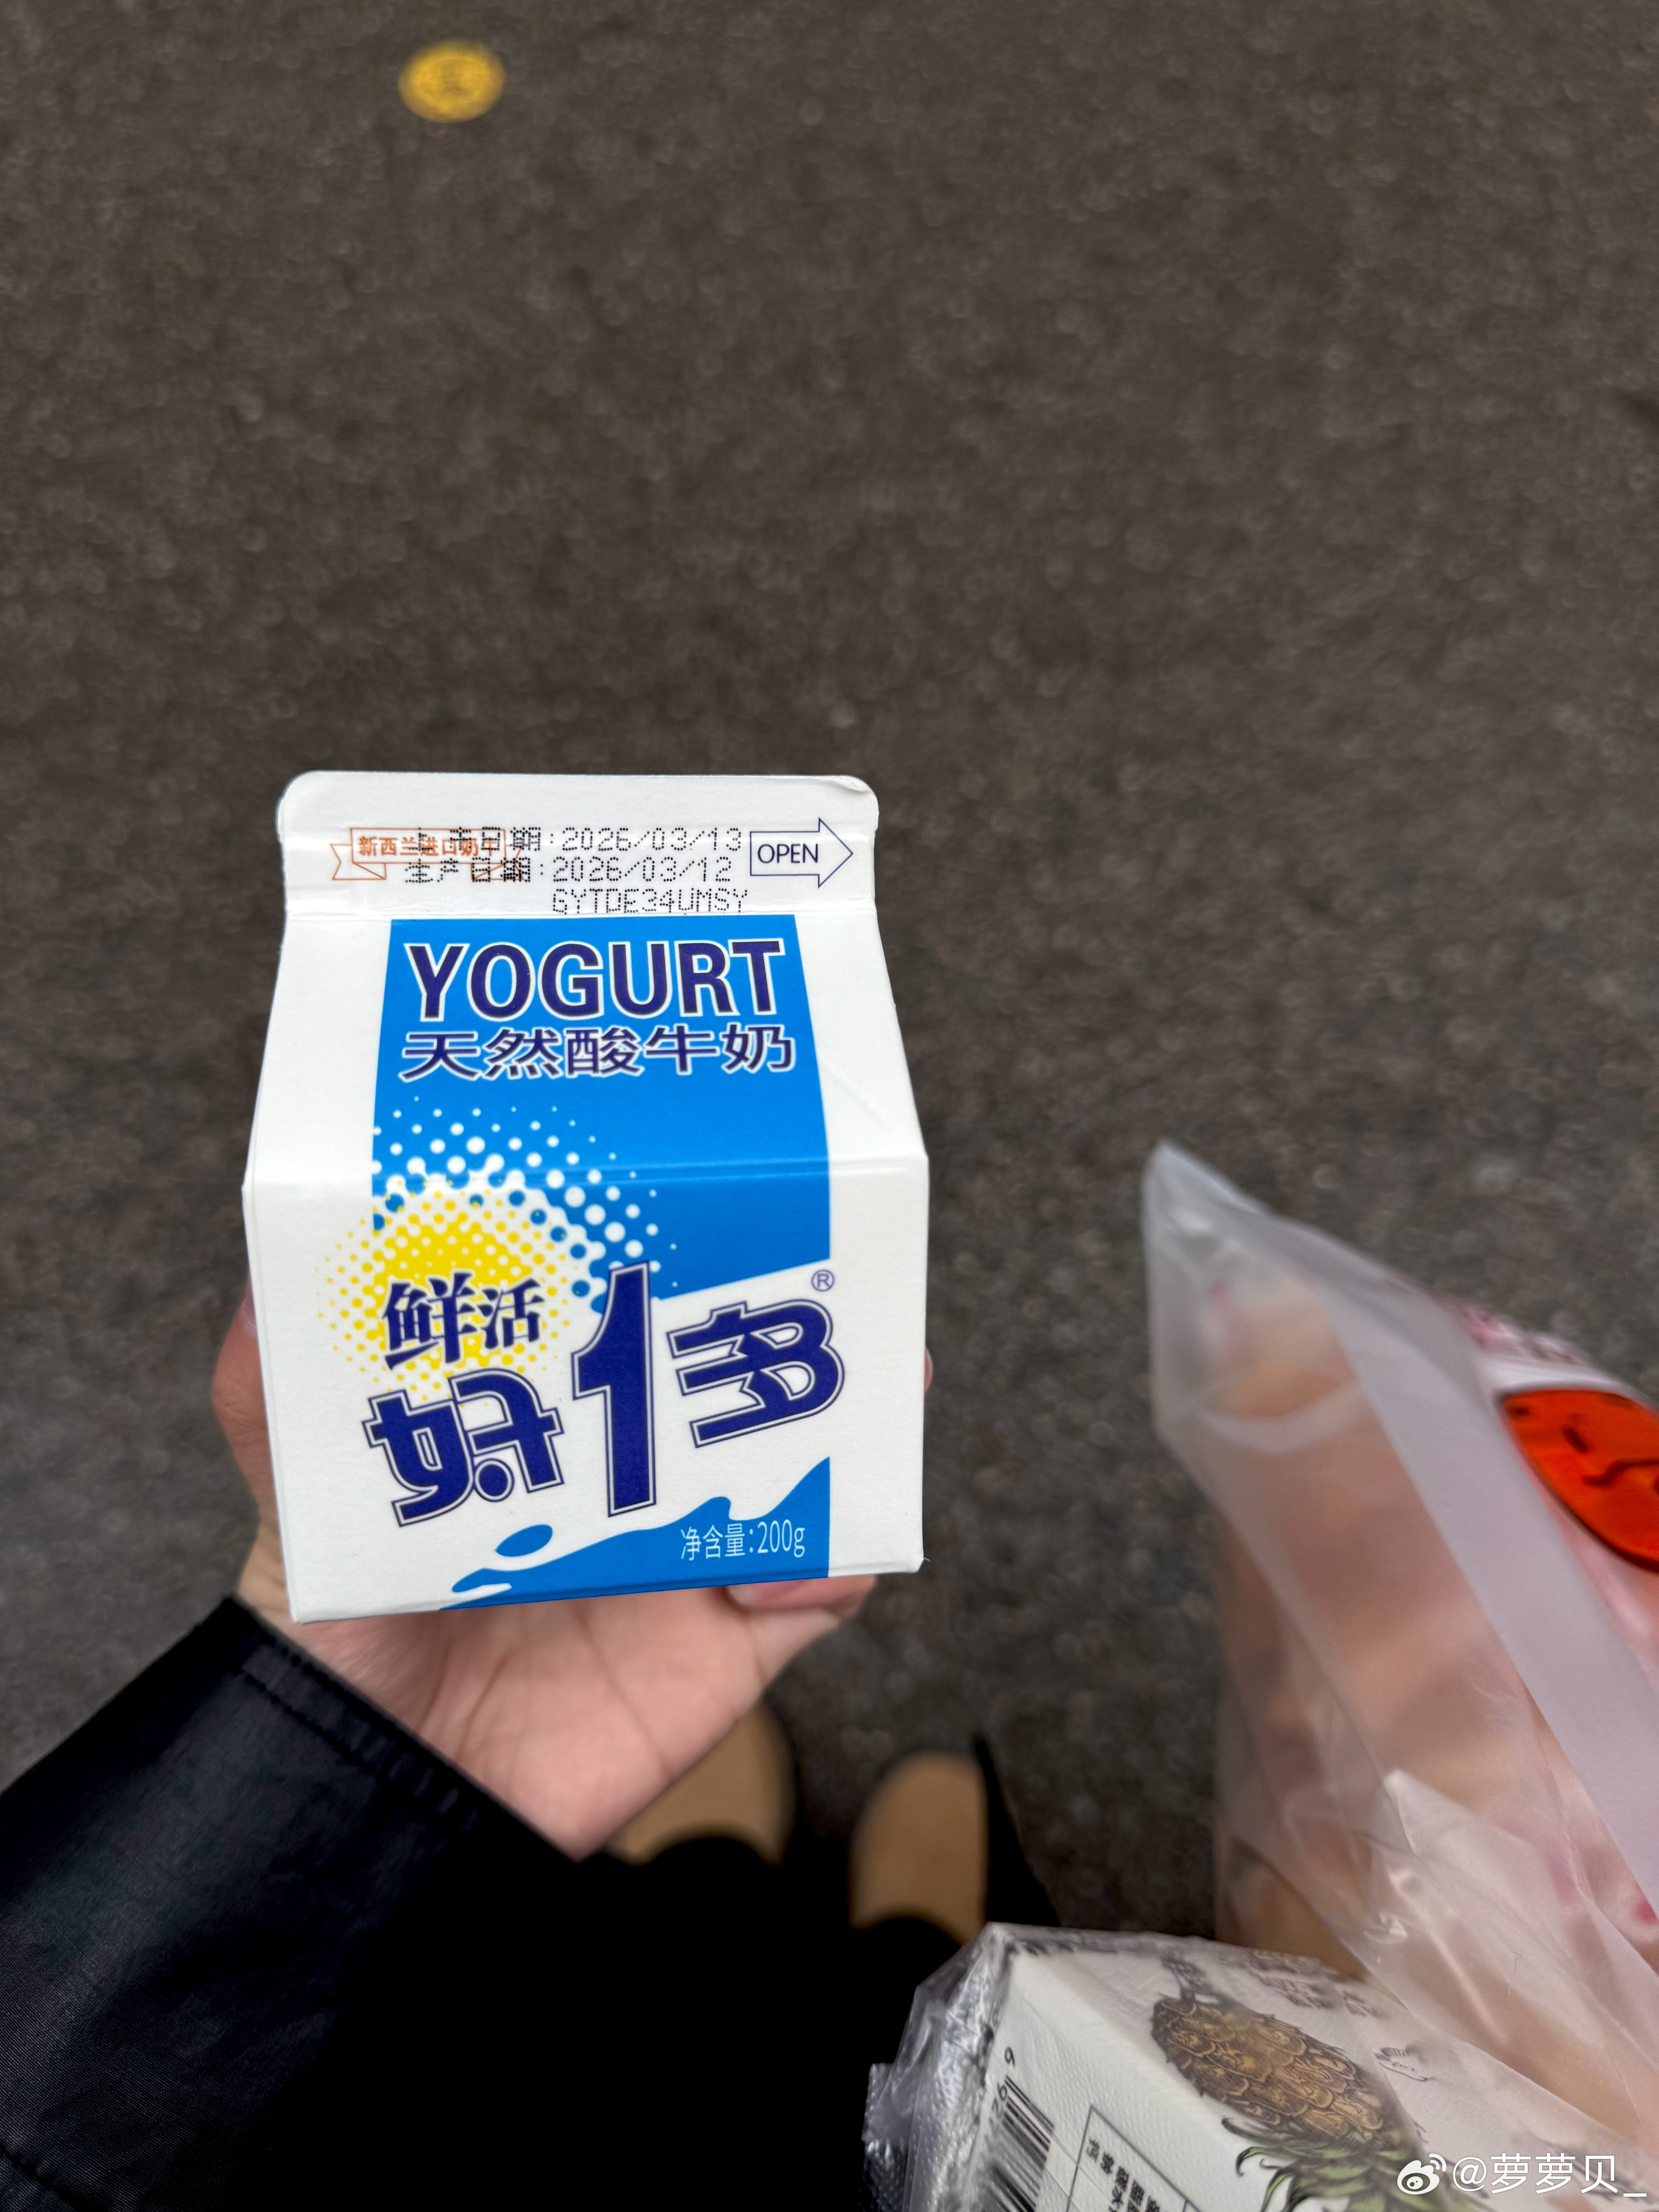 新西兰进口奶牛
上市日期:2026/03/13
生产日期:2026/03/12
GYTDE34UMSY
OPEN
YOGURT
天然酸牛奶
鲜活
好1多®
净含量:200g
@萝萝贝_